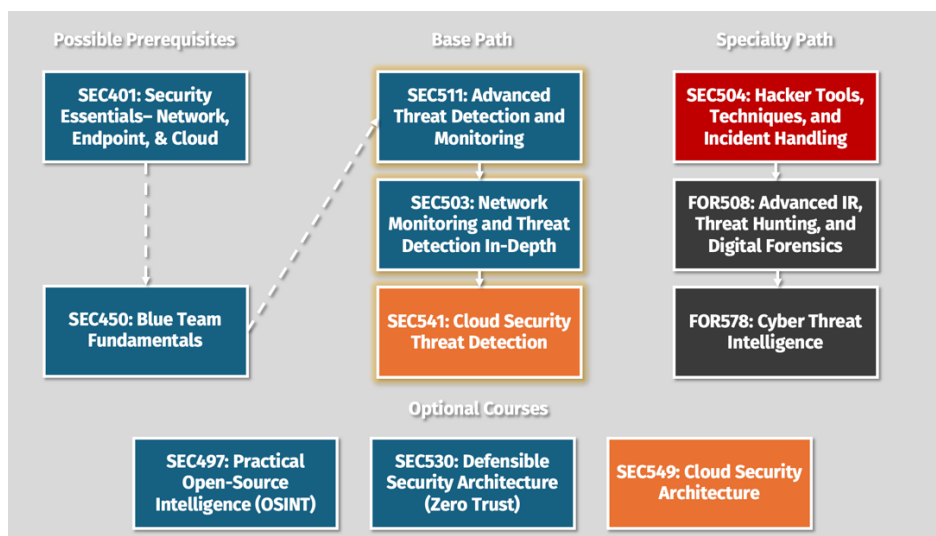 Possible Prerequisites
Base Path
Specialty Path
SEC401: Security
Essentials– Network,
Endpoint, & Cloud
SEC511: Advanced
Threat Detection and
Monitoring
SEC504: Hacker Tools,
Techniques, and
Incident Handling
SEC503: Network
Monitoring and Threat
Detection In-Depth
FOR508: Advanced IR,
Threat Hunting, and
Digital Forensics
SEC450: Blue Team
Fundamentals
SEC541: Cloud Security
Threat Detection
FOR578: Cyber Threat
Intelligence
Optional Courses
SEC497: Practical
Open-Source
Intelligence (OSINT)
SEC530: Defensible
Security Architecture
(Zero Trust)
SEC549: Cloud Security
Architecture